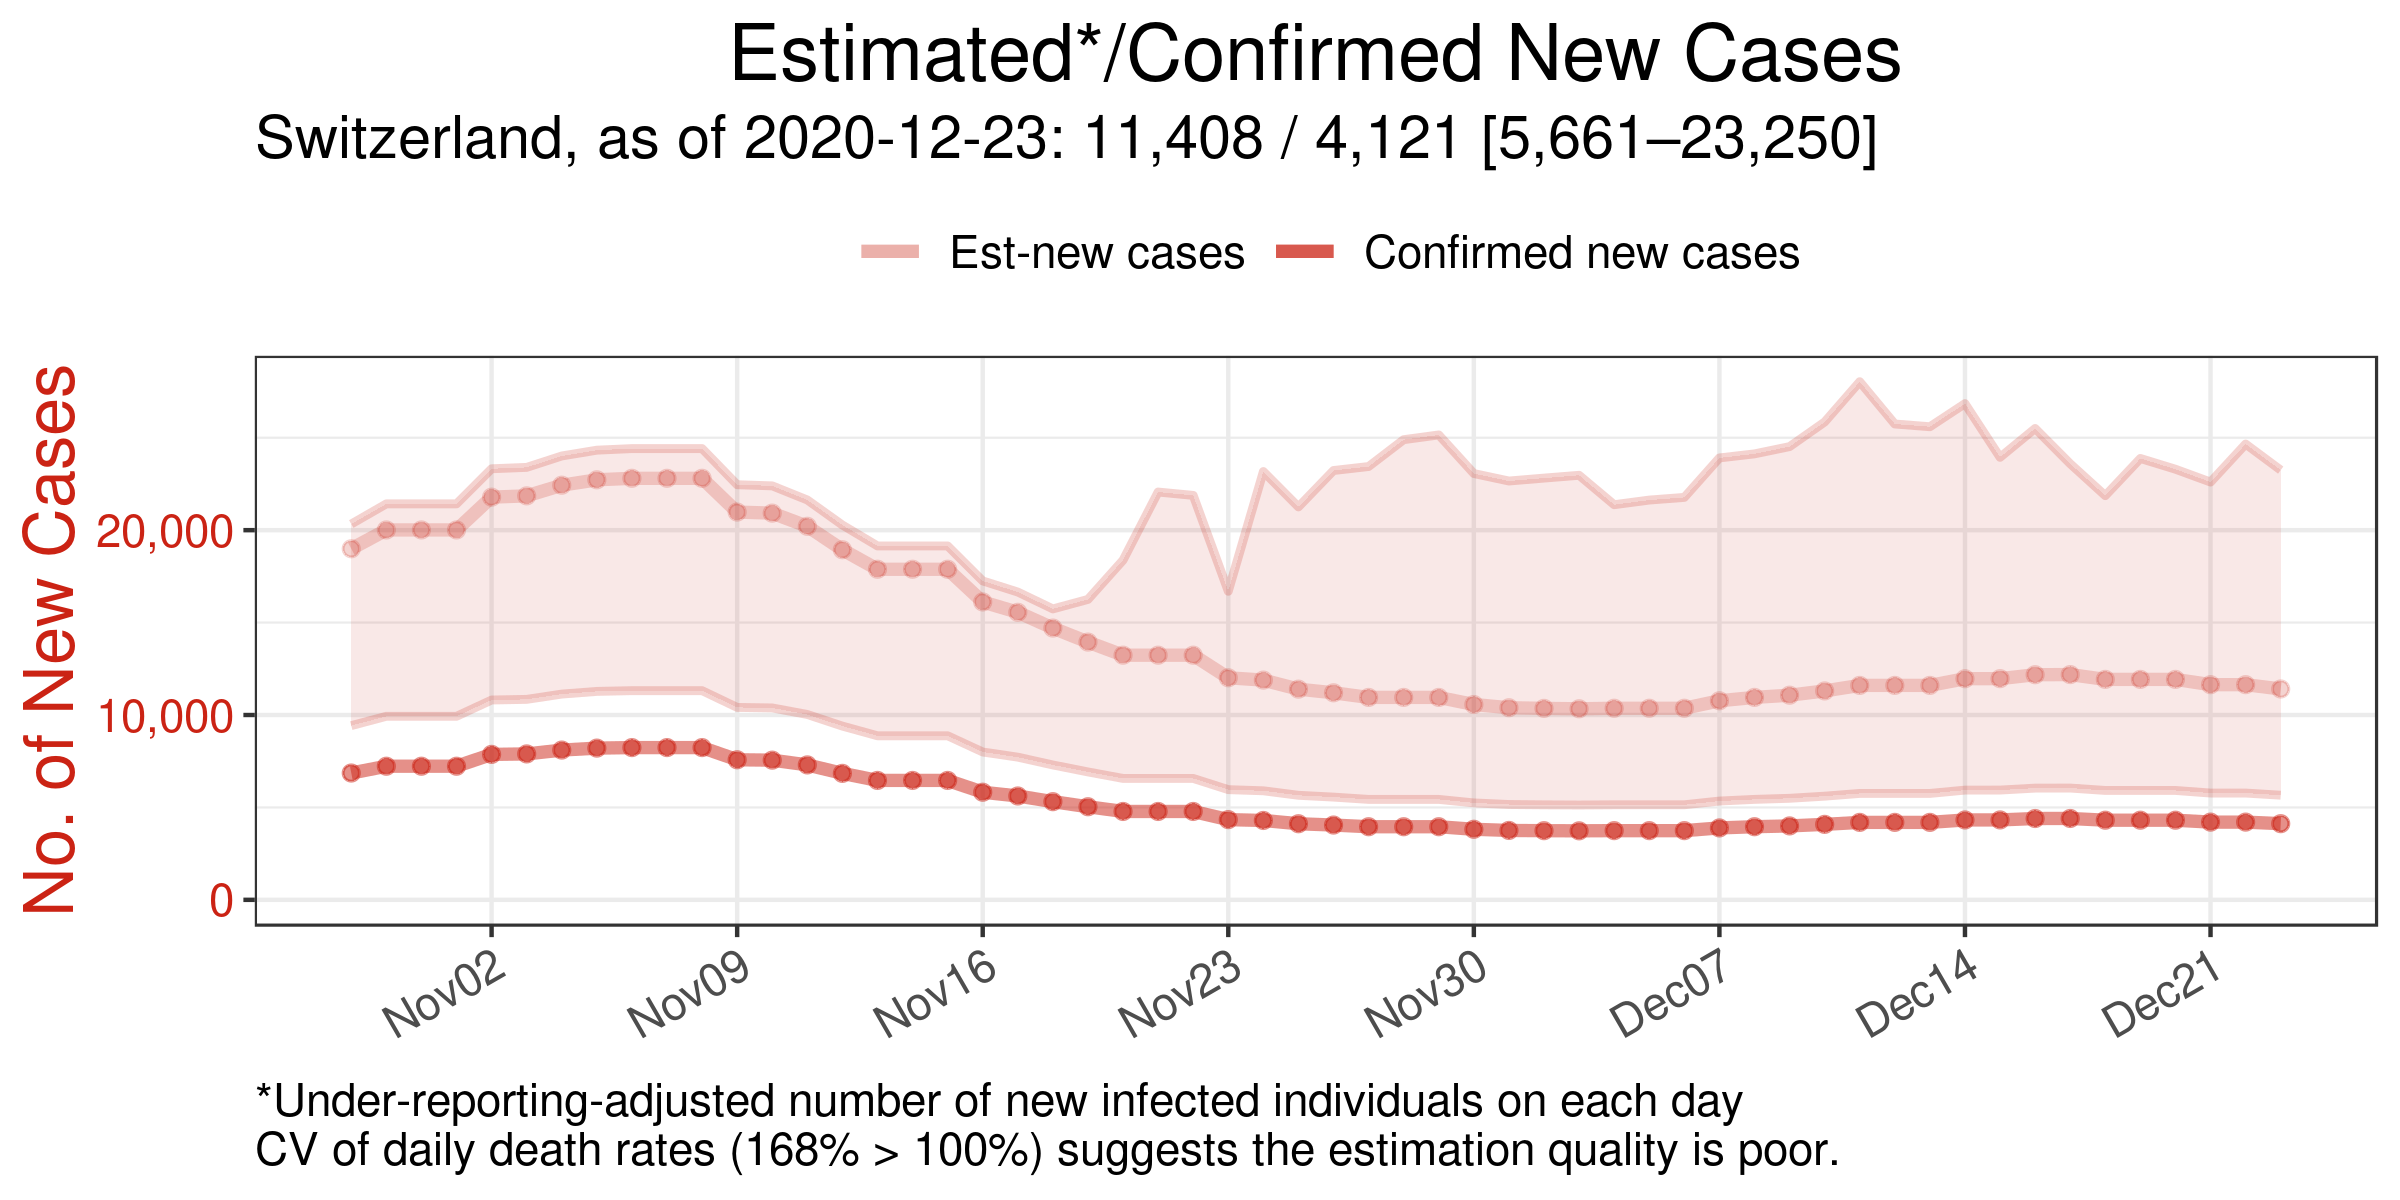 Estimated*/Confirmed New Cases
Switzerland, as of 2020-12-23: 11,408 / 4,121 [5,661–23,250]
Est-new cases
Confirmed new cases
No. of New Cases
20,000
10,000
0
Nov02
Nov09
Nov16
Nov23
Nov30
Dec07
Dec14
Dec21
*Under-reporting-adjusted number of new infected individuals on each day
CV of daily death rates (168% > 100%) suggests the estimation quality is poor.